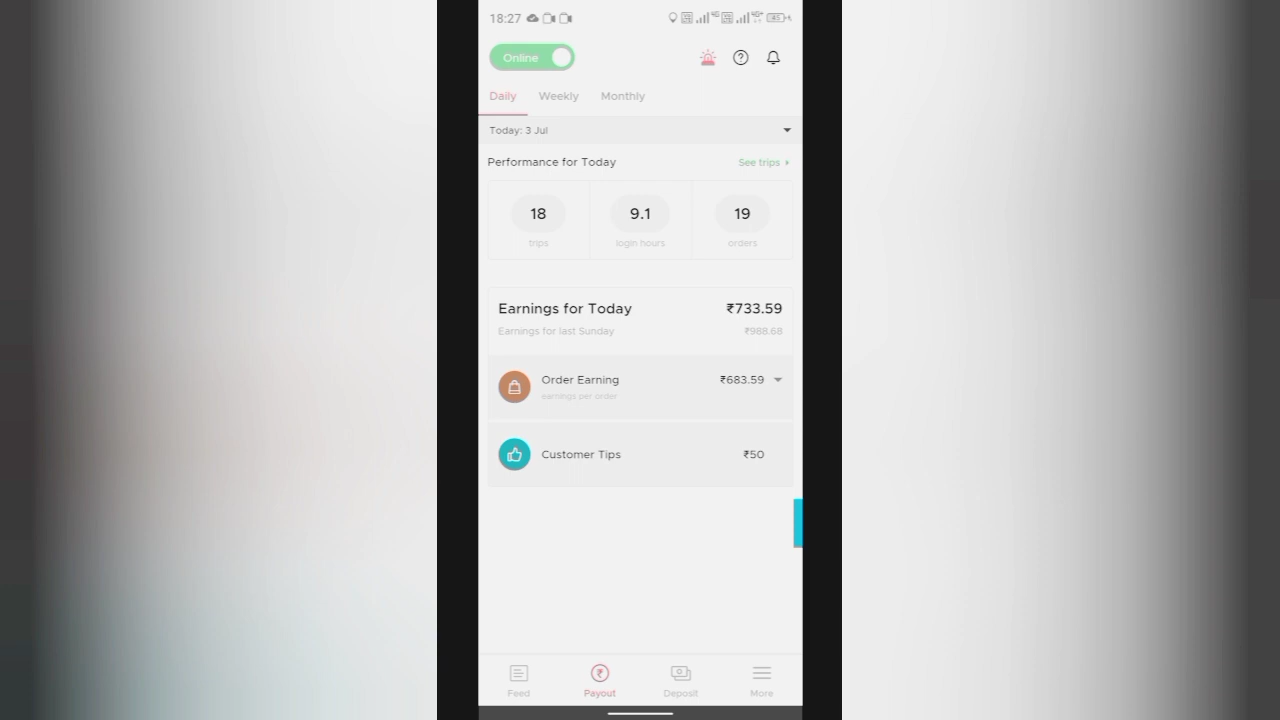 18:27
Online
Daily Weekly Monthly
Today: 3 Jul
Performance for Today See trips
18 9.1 19
trips login hours orders
Earnings for Today ₹733.59
Earnings for last Sunday ₹988.68
Order Earning ₹683.59
earnings per order
Customer Tips ₹50
Feed Payout Deposit More